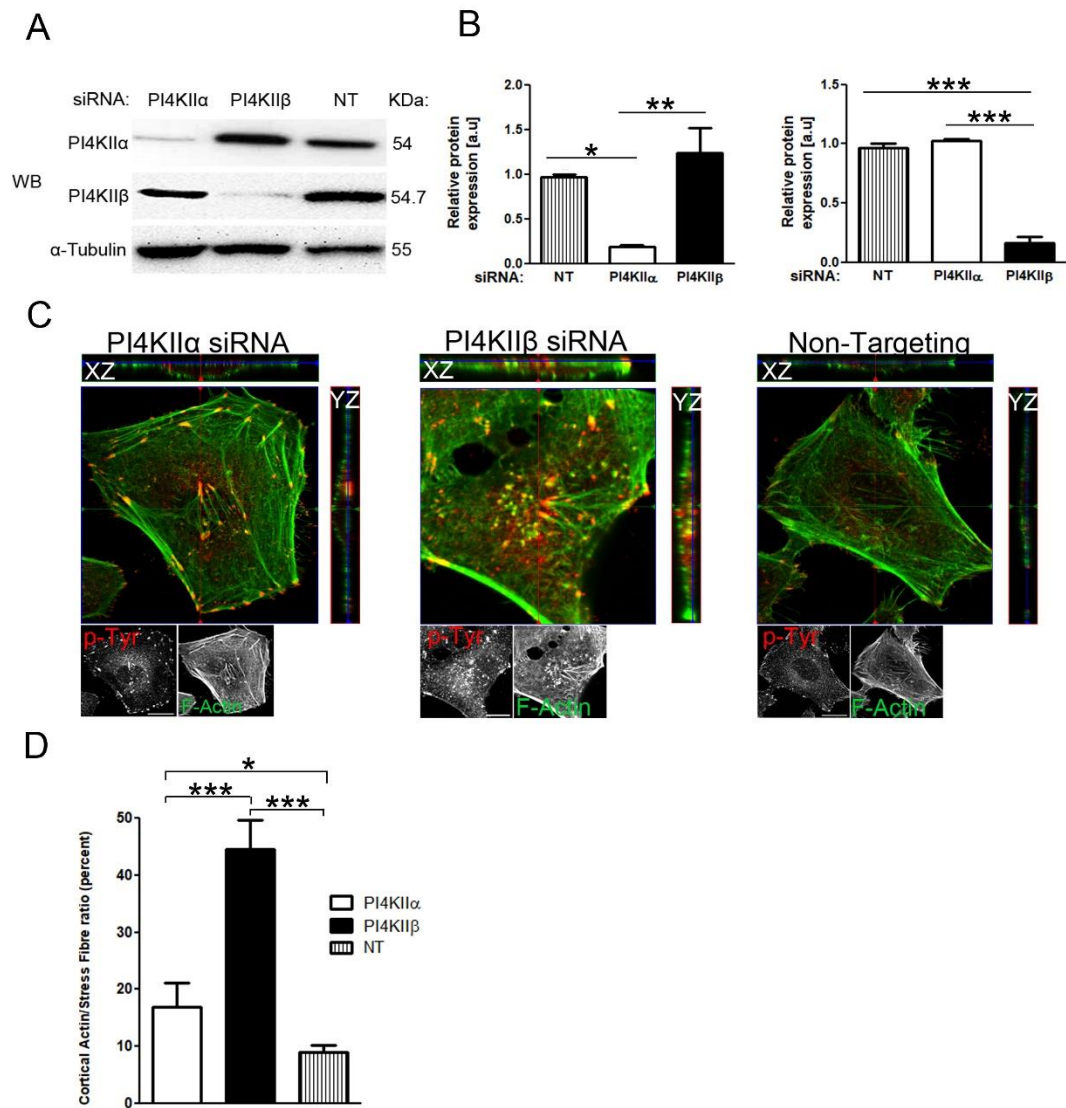 A
siRNA: PI4KIIα PI4KIIβ NT KDa:
PI4KIIα 54
WB
PI4KIIβ 54.7
α-Tubulin 55
B
Relative protein
expression [a.u]
2.0
1.5
1.0
0.5
0.0
*
**
siRNA: NT PI4KIIα PI4KIIβ
Relative protein
expression [a.u]
2.0
1.5
1.0
0.5
0.0
***
***
siRNA: NT PI4KIIα PI4KIIβ
C
PI4KIIα siRNA
XZ
YZ
p-Tyr
F-Actin
PI4KIIβ siRNA
XZ
YZ
p-Tyr
F-Actin
Non-Targeting
XZ
YZ
p-Tyr
F-Actin
D
Cortical Actin/Stress Fibre ratio (percent)
50
40
30
20
10
0
*
***
***
PI4KIIα
PI4KIIβ
NT